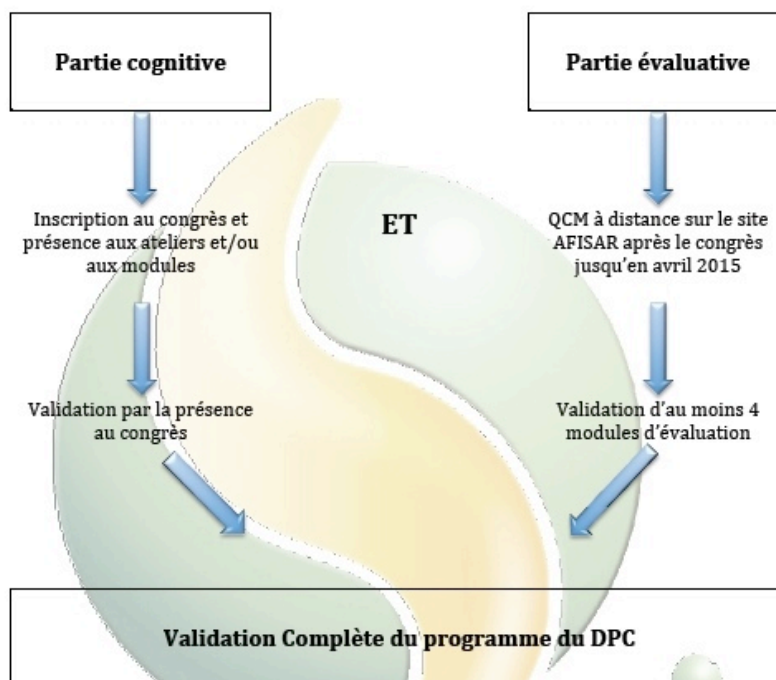 Partie cognitive
Partie évaluative
Inscription au congrès et
présence aux ateliers et/ou
aux modules
ET
QCM à distance sur le site
AFISAR après le congrès
jusqu'en avril 2015
Validation par la présence
au congrès
Validation d'au moins 4
modules d'évaluation
Validation Complète du programme du DPC